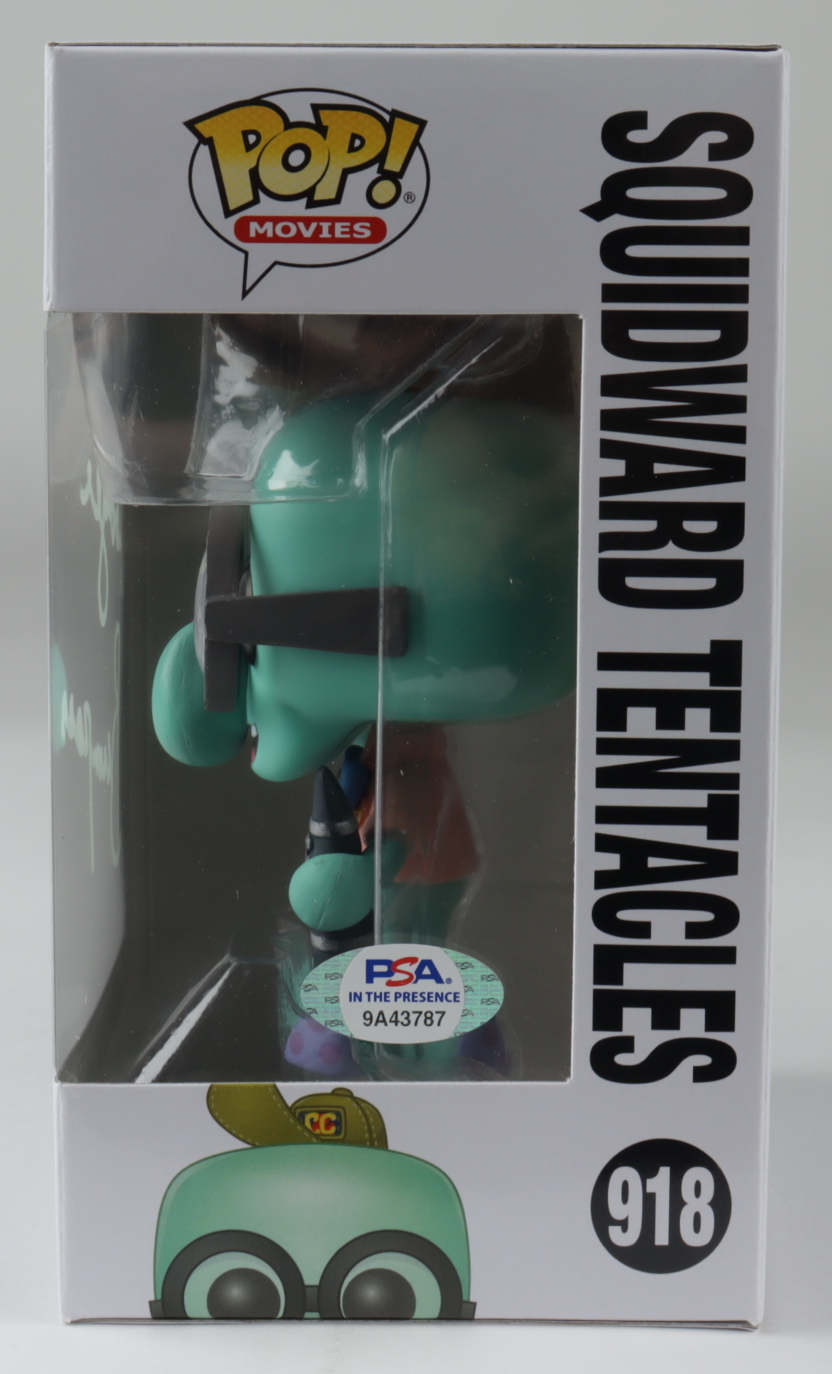 POP!®
MOVIES
SQUIDWARD TENTACLES
918
PSA®
IN THE PRESENCE
9A43787
CC